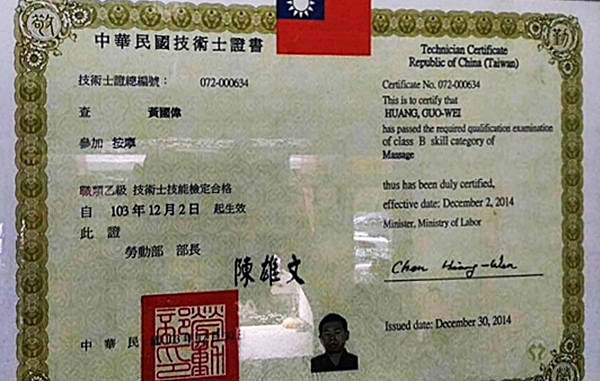 敬
勤
中華民國技術士證書
技術士證總編號： 072-000634
查 黃國偉
參加 按摩
職類乙級 技術士技能檢定合格
自 103年12月2日 起生效
此 證
勞動部 部長
陳雄文
中 華 民
Technician Certificate
Republic of China (Taiwan)
Certificate No. 072-000634
This is to certify that
HUANG, GUO-WEI
has passed the required qualification examination
of class B skill category of
Massage
thus has been duly certified,
effective date: December 2, 2014
Minister, Ministry of Labor
Chen Hsiung-Wen
Issued date: December 30, 2014